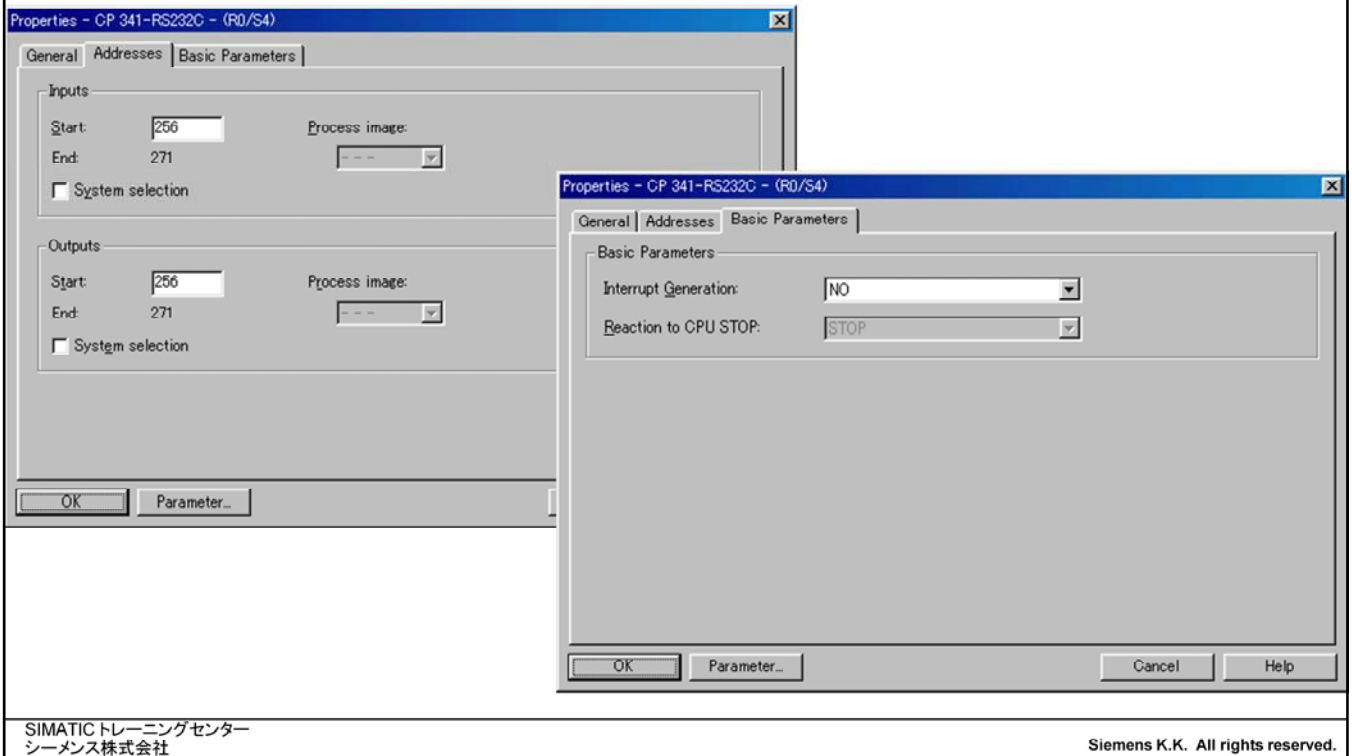 Properties - CP 341-RS232C - (R0/S4)
General Addresses Basic Parameters
Inputs
Start: 256 Process image:
End: 271 - - -
System selection
Outputs
Start: 256 Process image:
End: 271 - - -
System selection
OK Parameter...
Properties - CP 341-RS232C - (R0/S4)
General Addresses Basic Parameters
Basic Parameters
Interrupt Generation: NO
Reaction to CPU STOP: STOP
OK Parameter... Cancel Help
SIMATIC トレーニングセンター
シーメンス株式会社
Siemens K.K. All rights reserved.